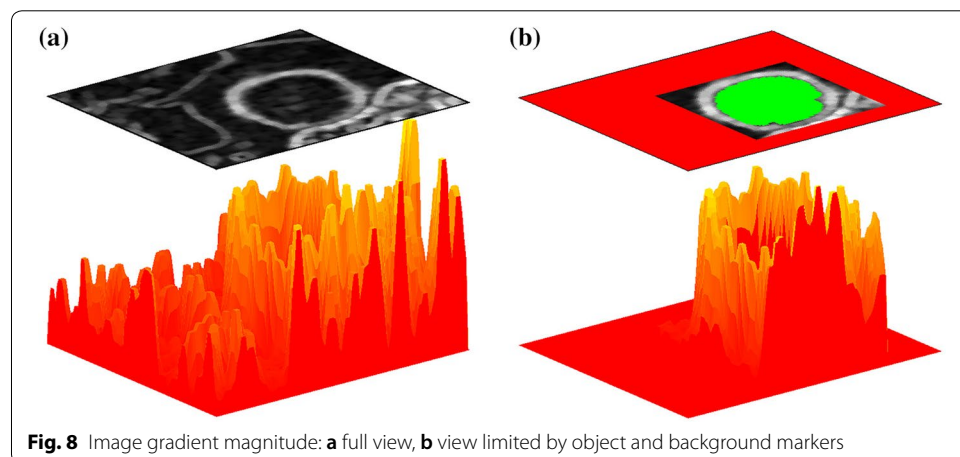 (a) (b)
Fig. 8 Image gradient magnitude: a full view, b view limited by object and background markers